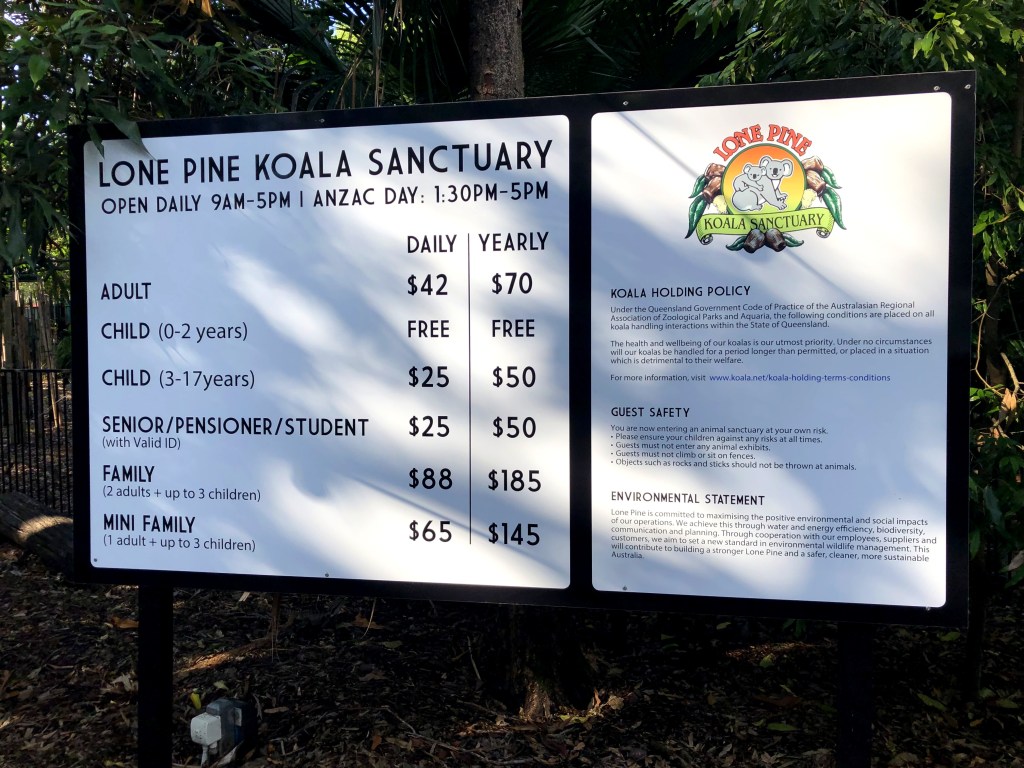 LONE PINE KOALA SANCTUARY
OPEN DAILY 9AM-5PM | ANZAC DAY: 1:30PM-5PM
DAILY YEARLY
ADULT $42 $70
CHILD (0-2 years) FREE FREE
CHILD (3-17years) $25 $50
SENIOR/PENSIONER/STUDENT $25 $50
(with Valid ID)
FAMILY $88 $185
(2 adults + up to 3 children)
MINI FAMILY $65 $145
(1 adult + up to 3 children)
LONE PINE
KOALA SANCTUARY
KOALA HOLDING POLICY
Under the Queensland Government Code of Practice of the Australasian Regional
Association of Zoological Parks and Aquaria, the following conditions are placed on all
koala handling interactions within the State of Queensland.
The health and wellbeing of our koalas is our utmost priority. Under no circumstances
will our koalas be handled for a period longer than permitted, or placed in a situation
which is detrimental to their welfare.
For more information, visit www.koala.net/koala-holding-terms-conditions
GUEST SAFETY
You are now entering an animal sanctuary at your own risk.
• Please ensure your children against any risks at all times.
• Guests must not enter any animal exhibits.
• Guests must not climb or sit on fences.
• Objects such as rocks and sticks should not be thrown at animals.
ENVIRONMENTAL STATEMENT
Lone Pine is committed to maximising the positive environmental and social impacts
of our operations. We achieve this through water and energy efficiency, biodiversity,
communication and planning. Through cooperation with our employees, suppliers and
customers, we aim to set a new standard in environmental wildlife management. This
will contribute to building a stronger Lone Pine and a safer, cleaner, more sustainable
Australia.